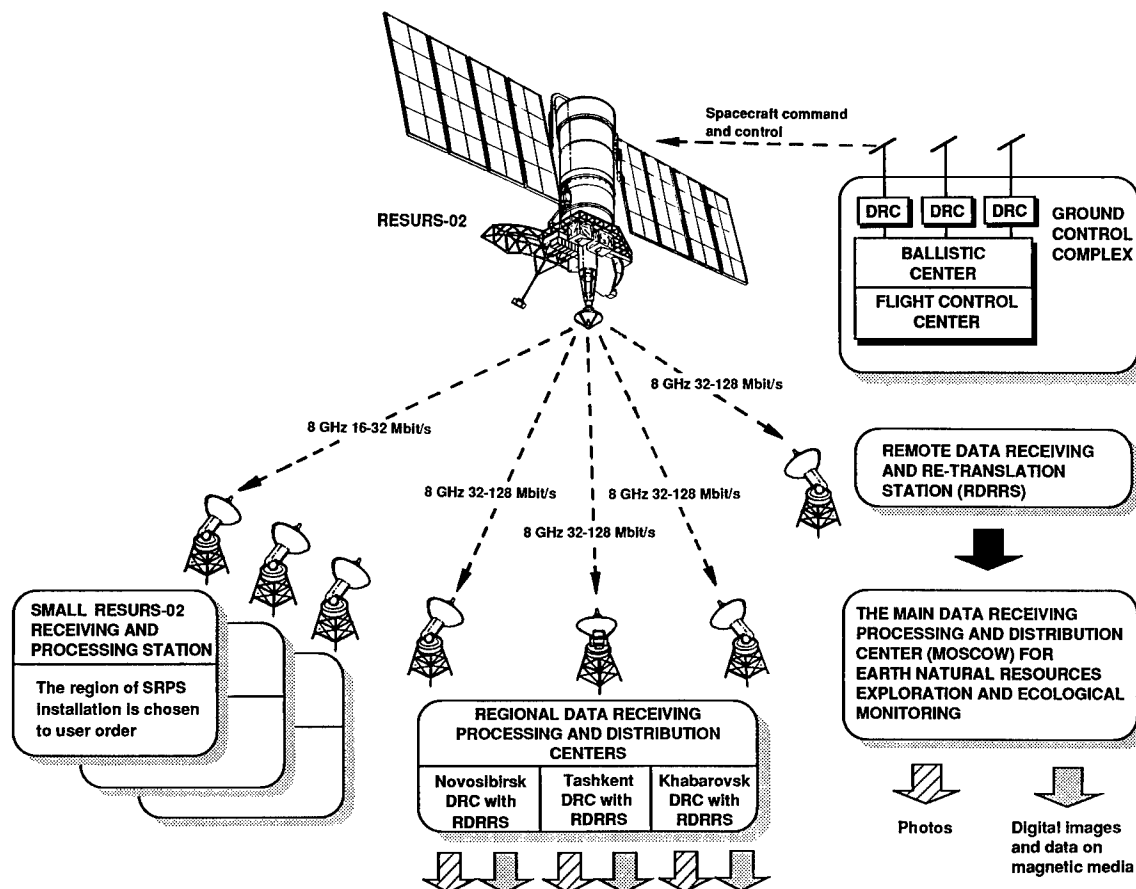 Spacecraft command
and control
RESURS-02
DRC
DRC
DRC
GROUND
CONTROL
COMPLEX
BALLISTIC
CENTER
FLIGHT CONTROL
CENTER
8 GHz 32-128 Mbit/s
8 GHz 16-32 Mbit/s
8 GHz 32-128 Mbit/s
8 GHz 32-128 Mbit/s
8 GHz 32-128 Mbit/s
REMOTE DATA RECEIVING
AND RE-TRANSLATION
STATION (RDRRS)
SMALL RESURS-02
RECEIVING AND
PROCESSING STATION
The region of SRPS
installation is chosen
to user order
THE MAIN DATA RECEIVING
PROCESSING AND DISTRIBUTION
CENTER (MOSCOW) FOR
EARTH NATURAL RESOURCES
EXPLORATION AND ECOLOGICAL
MONITORING
REGIONAL DATA RECEIVING
PROCESSING AND DISTRIBUTION
CENTERS
Novosibirsk
DRC with
RDRRS
Tashkent
DRC with
RDRRS
Khabarovsk
DRC with
RDRRS
Photos
Digital images
and data on
magnetic media